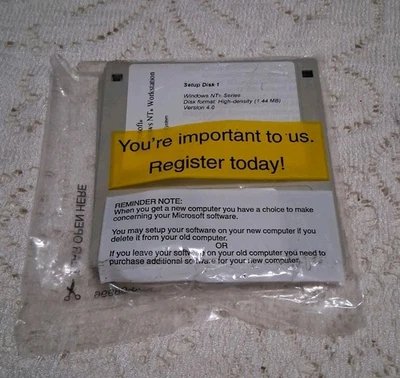 Setup Disk 1
Windows NT® Series
Disk format: High-density (1.44 MB)
Version 4.0
Windows NT® Workstation
You're important to us.
Register today!
REMINDER NOTE:
When you get a new computer you have a choice to make
concerning your Microsoft software.
You may setup your software on your new computer if you
delete it from your old computer.
OR
If you leave your software on your old computer you need to
purchase additional software for your new computer.
OPEN HERE